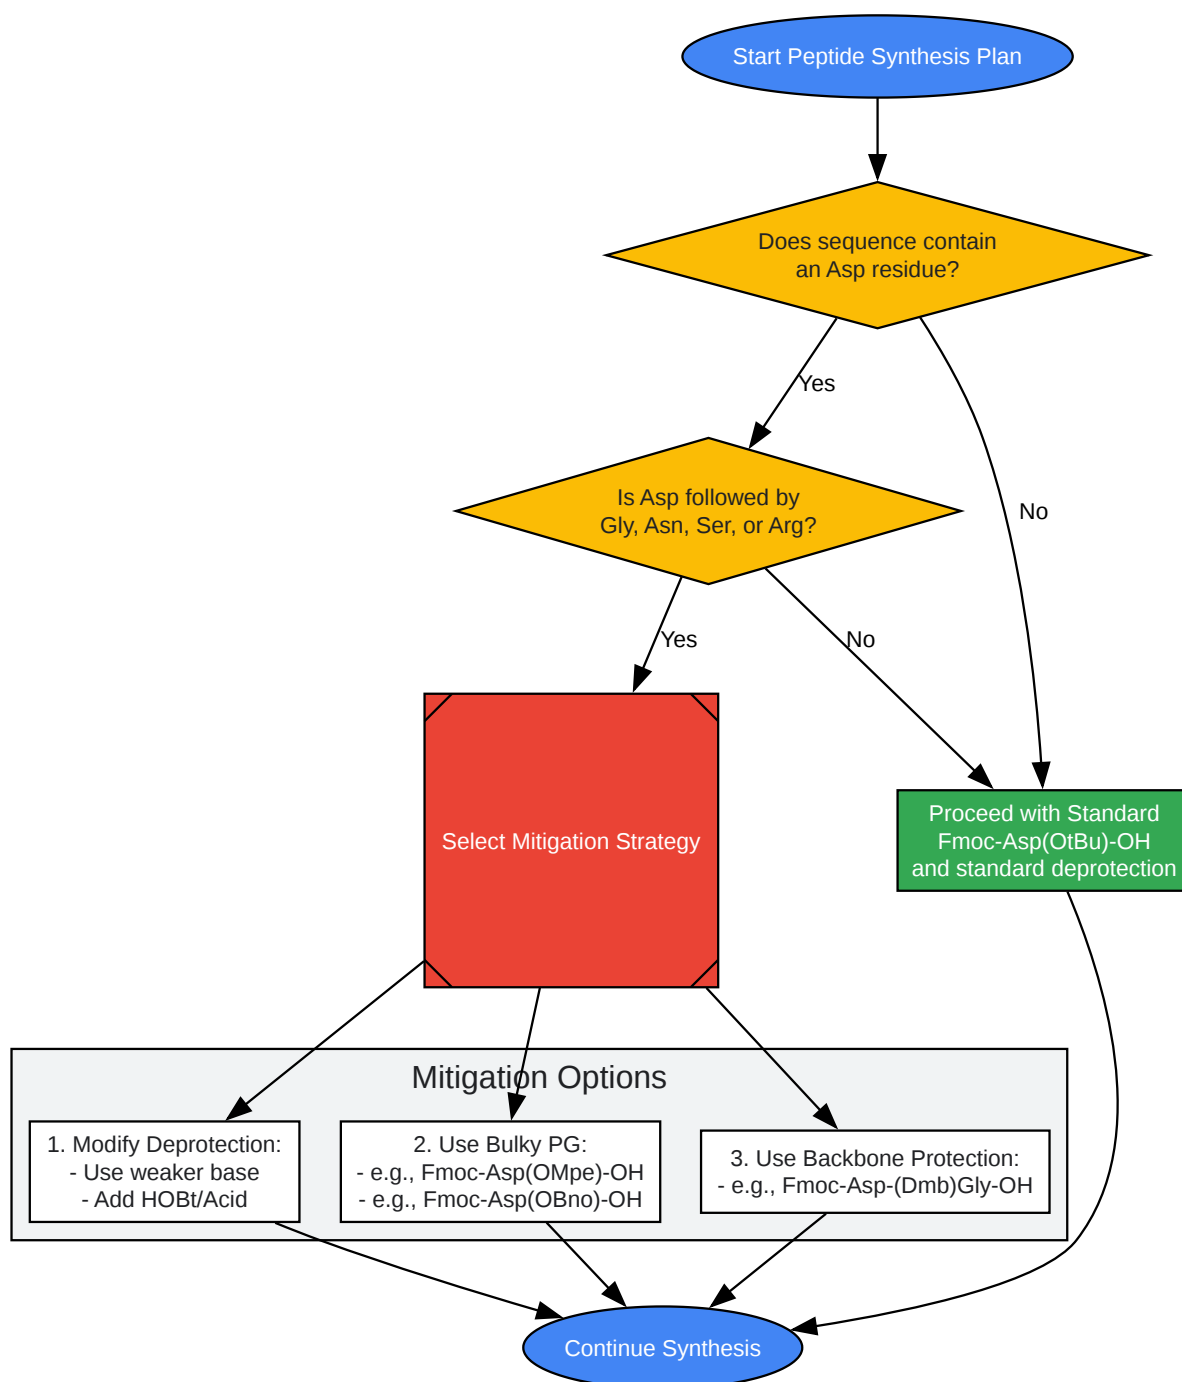 Start Peptide Synthesis Plan
Does sequence contain
an Asp residue?
Yes
No
Is Asp followed by
Gly, Asn, Ser, or Arg?
Yes
No
Select Mitigation Strategy
Proceed with Standard
Fmoc-Asp(OtBu)-OH
and standard deprotection
Mitigation Options
1. Modify Deprotection:
- Use weaker base
- Add HOBt/Acid
2. Use Bulky PG:
- e.g., Fmoc-Asp(OMpe)-OH
- e.g., Fmoc-Asp(OBno)-OH
3. Use Backbone Protection:
- e.g., Fmoc-Asp-(Dmb)Gly-OH
Continue Synthesis